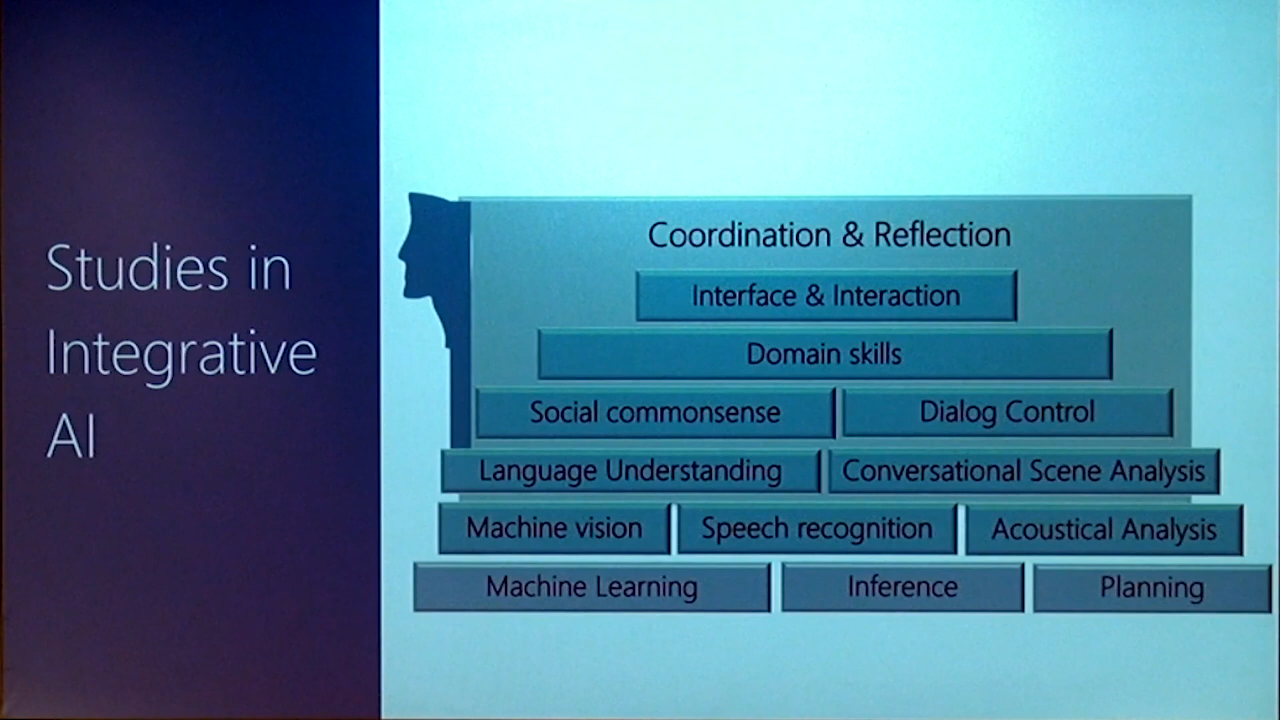 Studies in
Integrative
AI
Coordination & Reflection
Interface & Interaction
Domain skills
Social commonsense
Dialog Control
Language Understanding
Conversational Scene Analysis
Machine vision
Speech recognition
Acoustical Analysis
Machine Learning
Inference
Planning